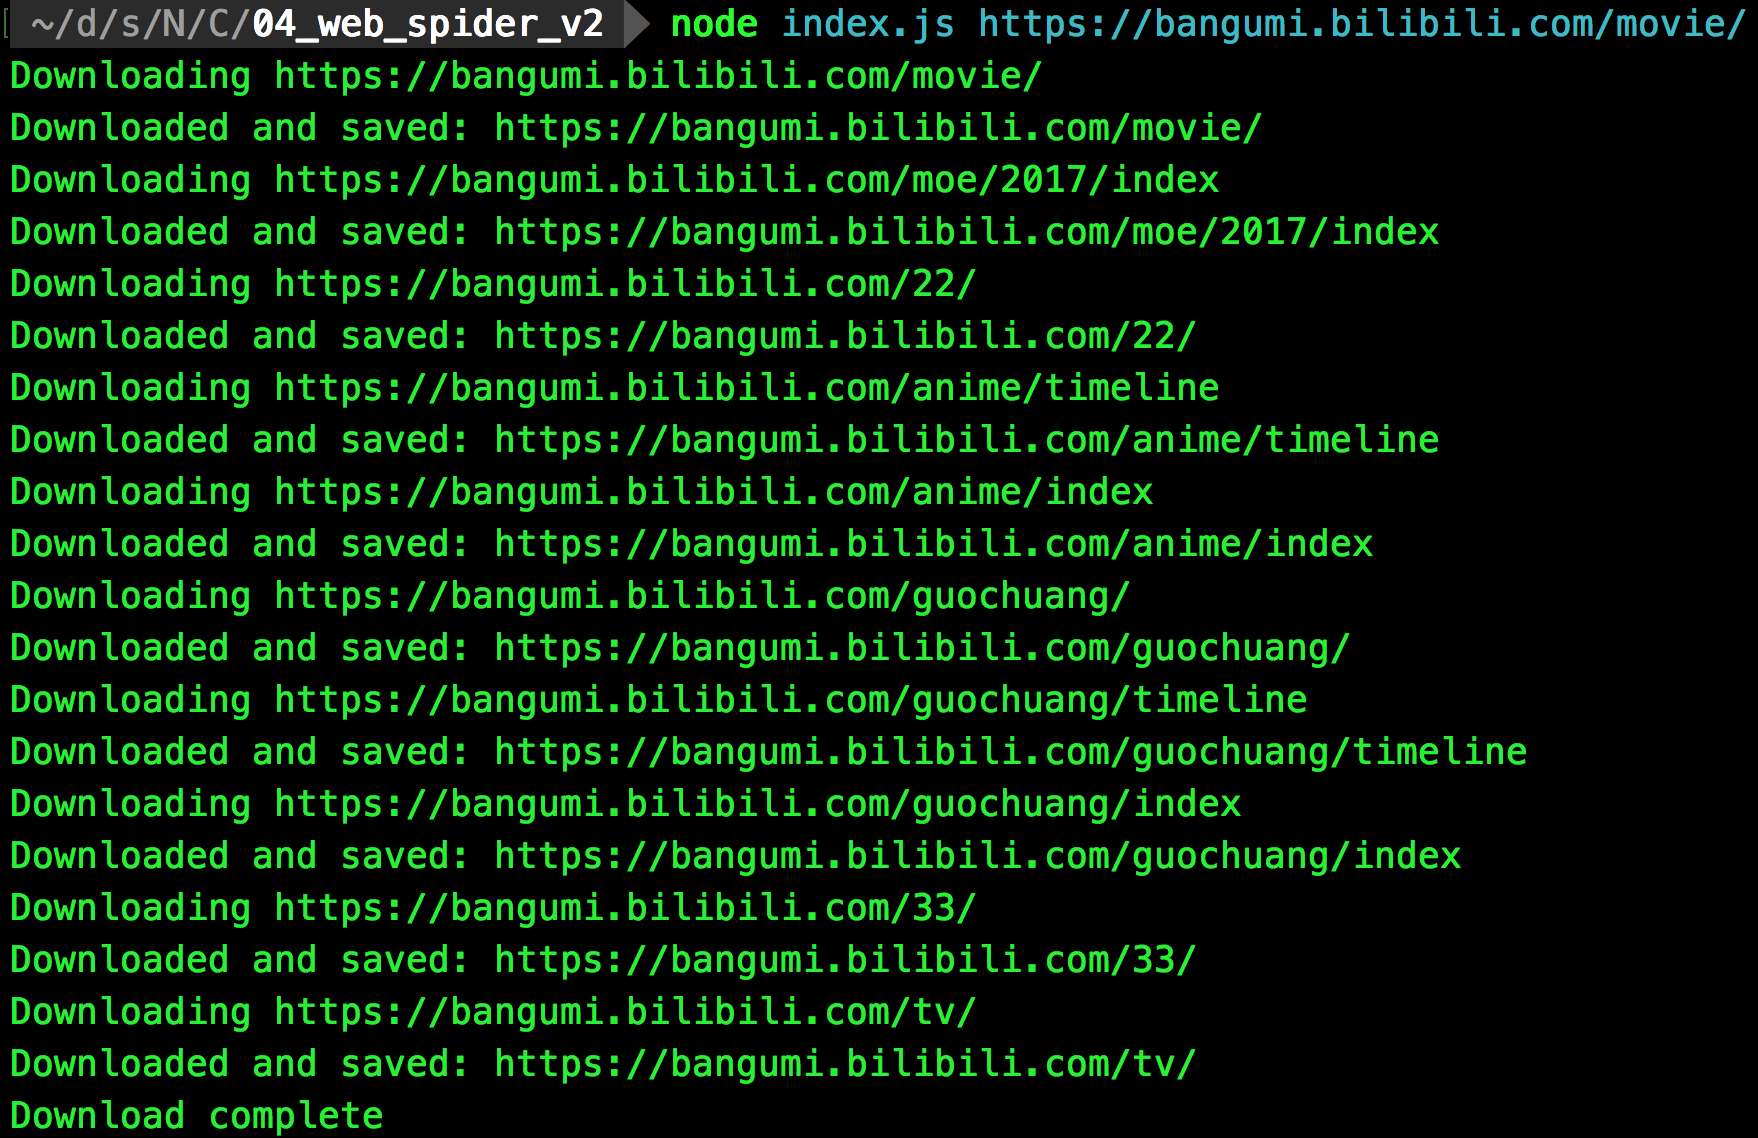 ~/d/s/N/C/04_web_spider_v2 node index.js https://bangumi.bilibili.com/movie/
Downloading https://bangumi.bilibili.com/movie/
Downloaded and saved: https://bangumi.bilibili.com/movie/
Downloading https://bangumi.bilibili.com/moe/2017/index
Downloaded and saved: https://bangumi.bilibili.com/moe/2017/index
Downloading https://bangumi.bilibili.com/22/
Downloaded and saved: https://bangumi.bilibili.com/22/
Downloading https://bangumi.bilibili.com/anime/timeline
Downloaded and saved: https://bangumi.bilibili.com/anime/timeline
Downloading https://bangumi.bilibili.com/anime/index
Downloaded and saved: https://bangumi.bilibili.com/anime/index
Downloading https://bangumi.bilibili.com/guochuang/
Downloaded and saved: https://bangumi.bilibili.com/guochuang/
Downloading https://bangumi.bilibili.com/guochuang/timeline
Downloaded and saved: https://bangumi.bilibili.com/guochuang/timeline
Downloading https://bangumi.bilibili.com/guochuang/index
Downloaded and saved: https://bangumi.bilibili.com/guochuang/index
Downloading https://bangumi.bilibili.com/33/
Downloaded and saved: https://bangumi.bilibili.com/33/
Downloading https://bangumi.bilibili.com/tv/
Downloaded and saved: https://bangumi.bilibili.com/tv/
Download complete